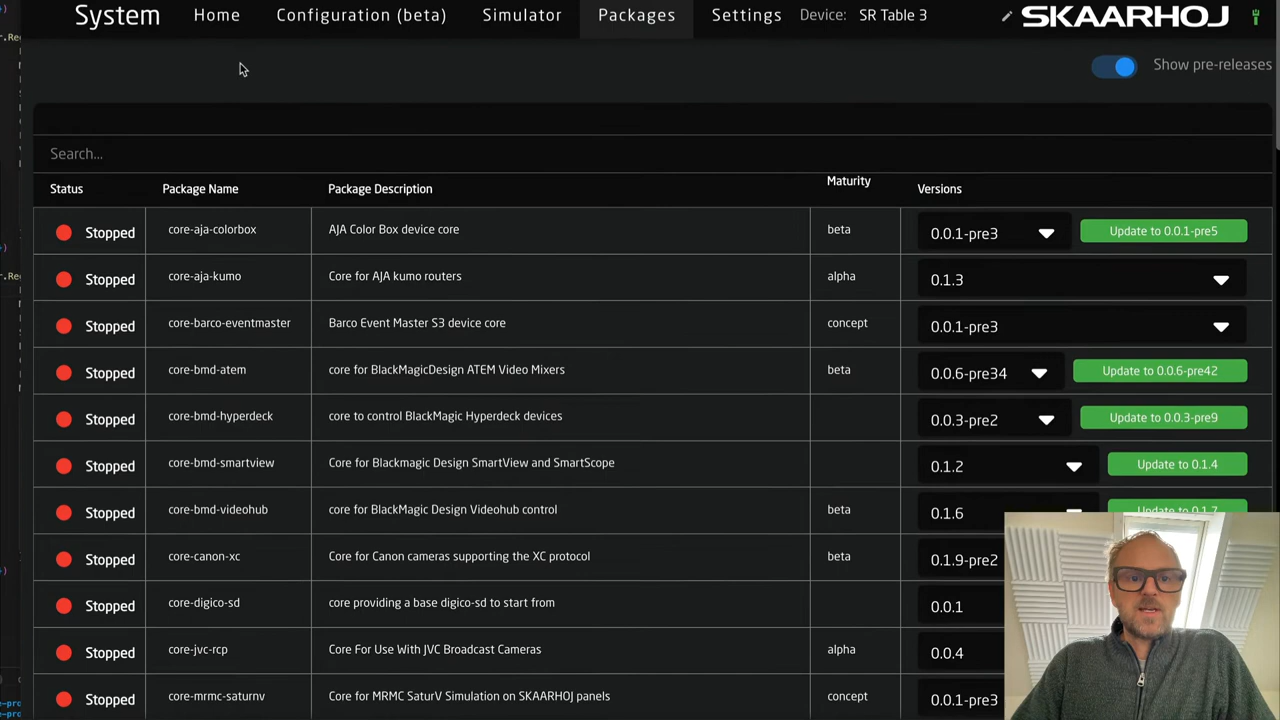 System Home Configuration (beta) Simulator Packages Settings Device: SR Table 3 SKAARHOJ
Show pre-releases
Search...
Status Package Name Package Description Maturity Versions
Stopped core-aja-colorbox AJA Color Box device core beta 0.0.1-pre3 Update to 0.0.1-pre5
Stopped core-aja-kumo Core for AJA kumo routers alpha 0.1.3
Stopped core-barco-eventmaster Barco Event Master S3 device core concept 0.0.1-pre3
Stopped core-bmd-atem core for BlackMagicDesign ATEM Video Mixers beta 0.0.6-pre34 Update to 0.0.6-pre42
Stopped core-bmd-hyperdeck core to control BlackMagic Hyperdeck devices 0.0.3-pre2 Update to 0.0.3-pre9
Stopped core-bmd-smartview Core for Blackmagic Design SmartView and SmartScope 0.1.2 Update to 0.1.4
Stopped core-bmd-videohub core for BlackMagic Design Videohub control beta 0.1.6 Update to
Stopped core-canon-xc Core for Canon cameras supporting the XC protocol beta 0.1.9-pre2
Stopped core-digico-sd core providing a base digico-sd to start from 0.0.1
Stopped core-jvc-rcp Core For Use With JVC Broadcast Cameras alpha 0.0.4
Stopped core-mrmc-saturnv Core for MRMC SaturV Simulation on SKAARHOJ panels concept 0.0.1-pre3